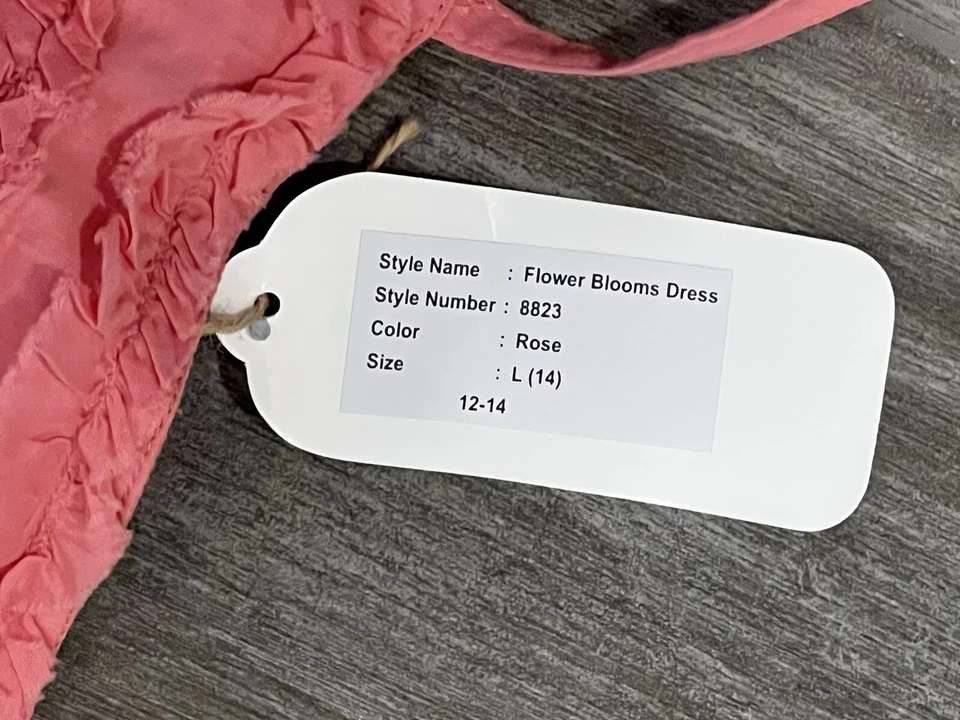 Style Name : Flower Blooms Dress
Style Number : 8823
Color : Rose
Size : L (14)
12-14